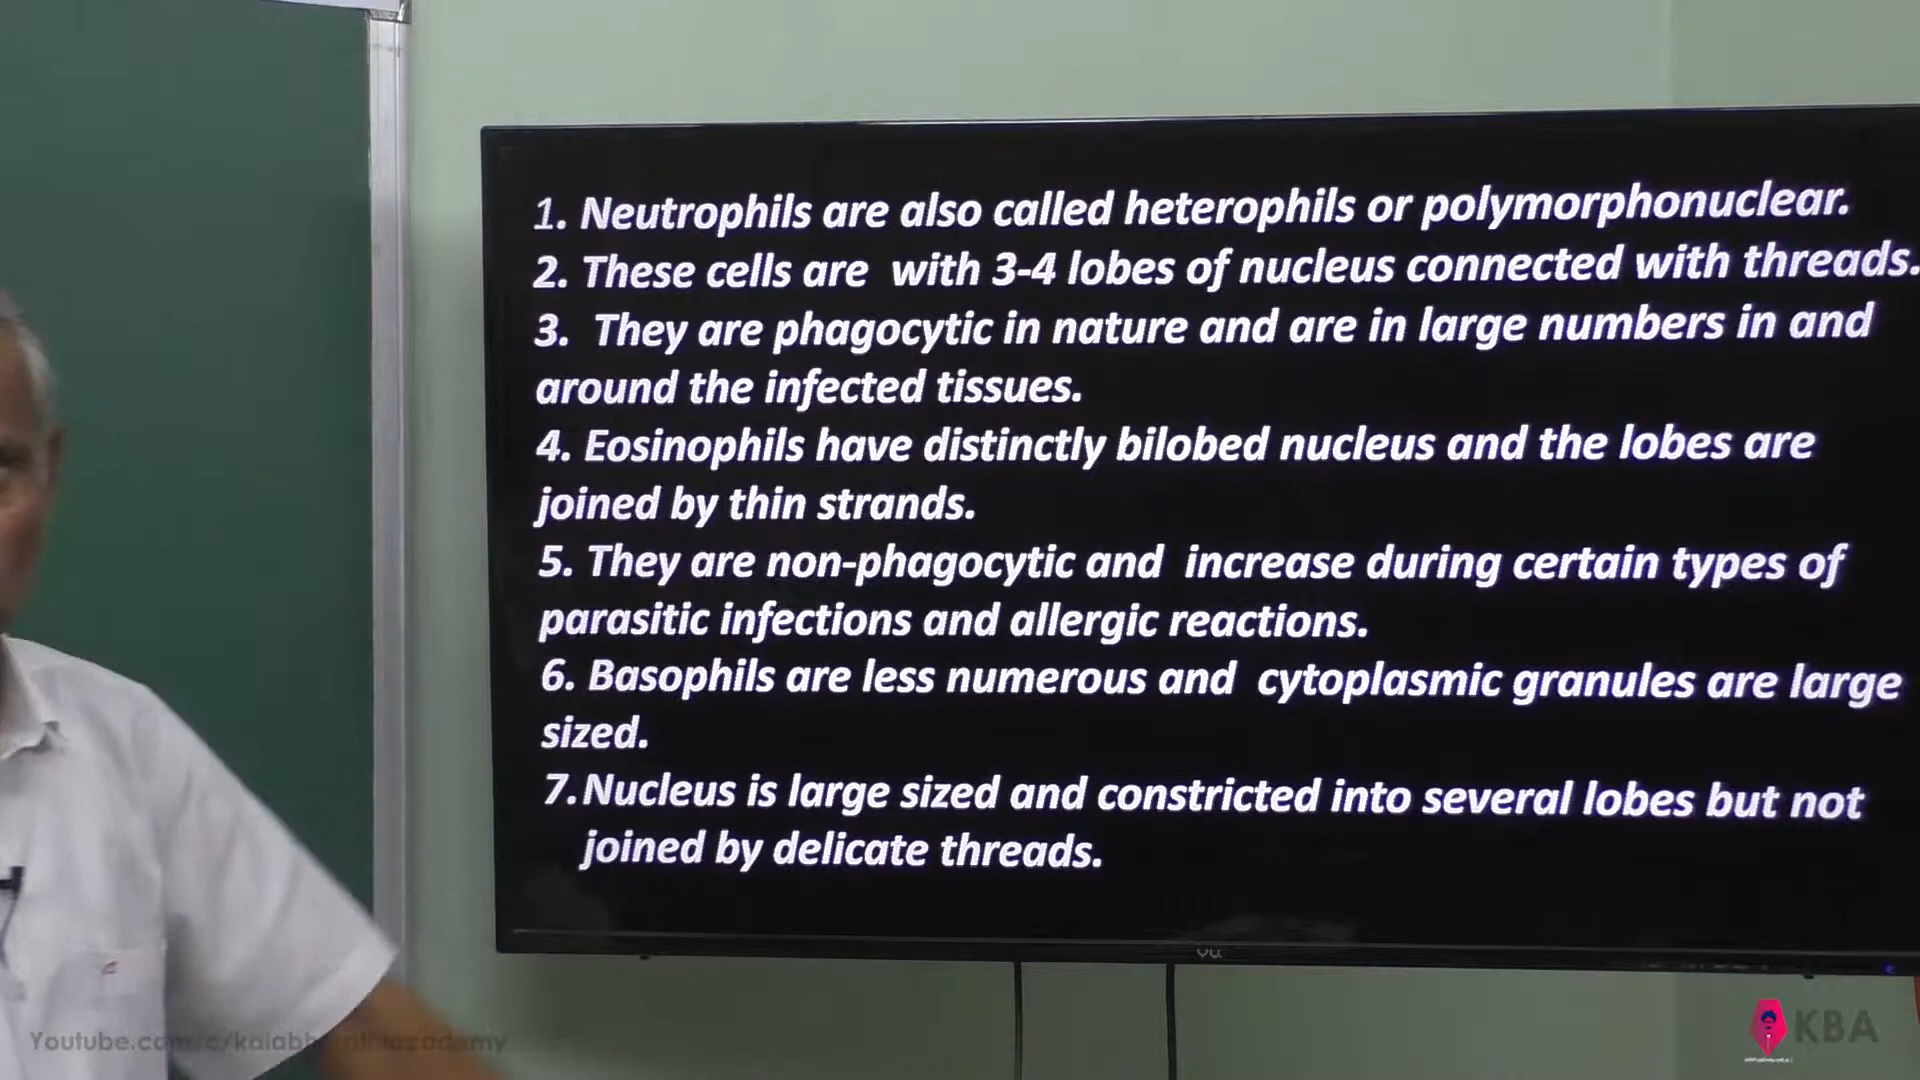 1. Neutrophils are also called heterophils or polymorphonuclear.
2. These cells are with 3-4 lobes of nucleus connected with threads.
3. They are phagocytic in nature and are in large numbers in and
around the infected tissues.
4. Eosinophils have distinctly bilobed nucleus and the lobes are
joined by thin strands.
5. They are non-phagocytic and increase during certain types of
parasitic infections and allergic reactions.
6. Basophils are less numerous and cytoplasmic granules are large
sized.
7. Nucleus is large sized and constricted into several lobes but not
joined by delicate threads.
Vu
Youtube.com/c/kalabharathiacademy
KBA